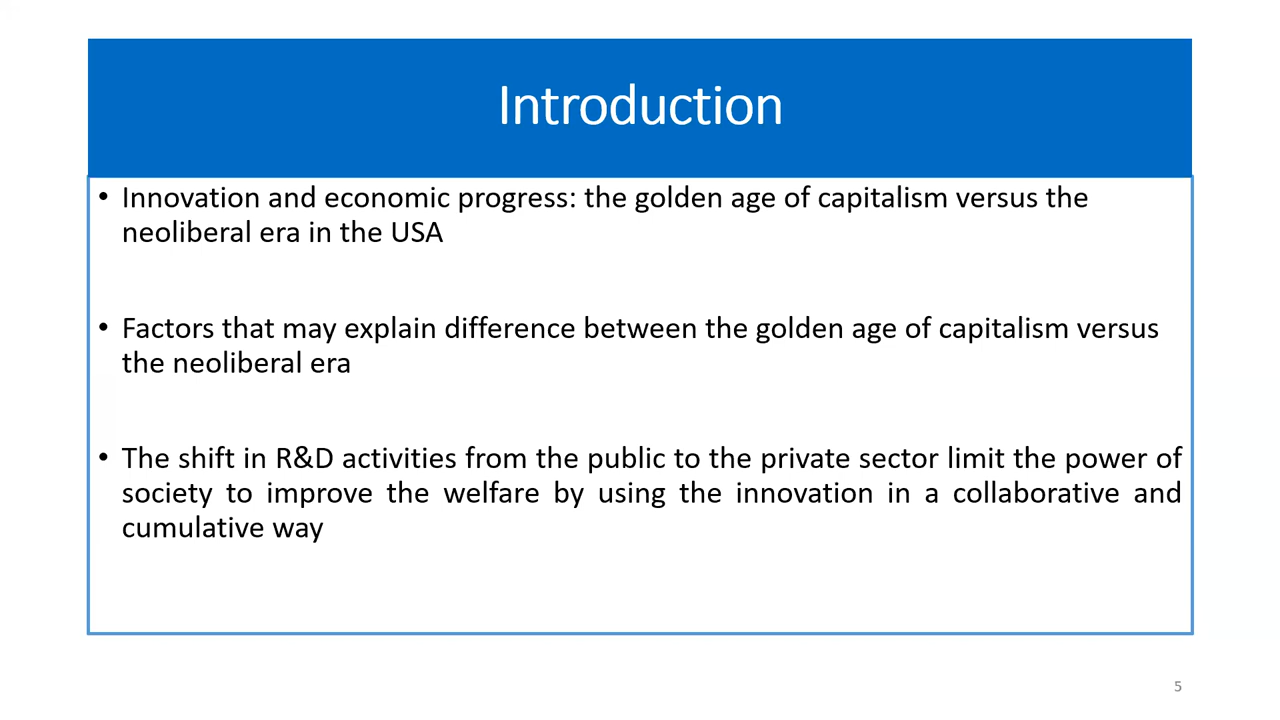 Introduction
• Innovation and economic progress: the golden age of capitalism versus the
neoliberal era in the USA
• Factors that may explain difference between the golden age of capitalism versus
the neoliberal era
• The shift in R&D activities from the public to the private sector limit the power of
society to improve the welfare by using the innovation in a collaborative and
cumulative way
5